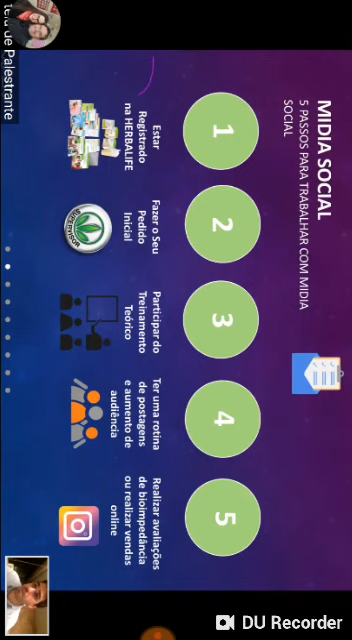 tela de Palestrante
MIDIA SOCIAL
5 PASSOS PARA TRABALHAR COM MIDIA
SOCIAL
1
2
3
4
5
Estar
Registrado
na HERBALIFE
Fazer o Seu
Pedido
Inicial
Participar do
Treinamento
Teórico
Ter uma rotina
de postagens
e aumento de
audiência
Realizar avaliações
de bioimpedância
ou realizar vendas
online
SUPERVISOR
DU Recorder